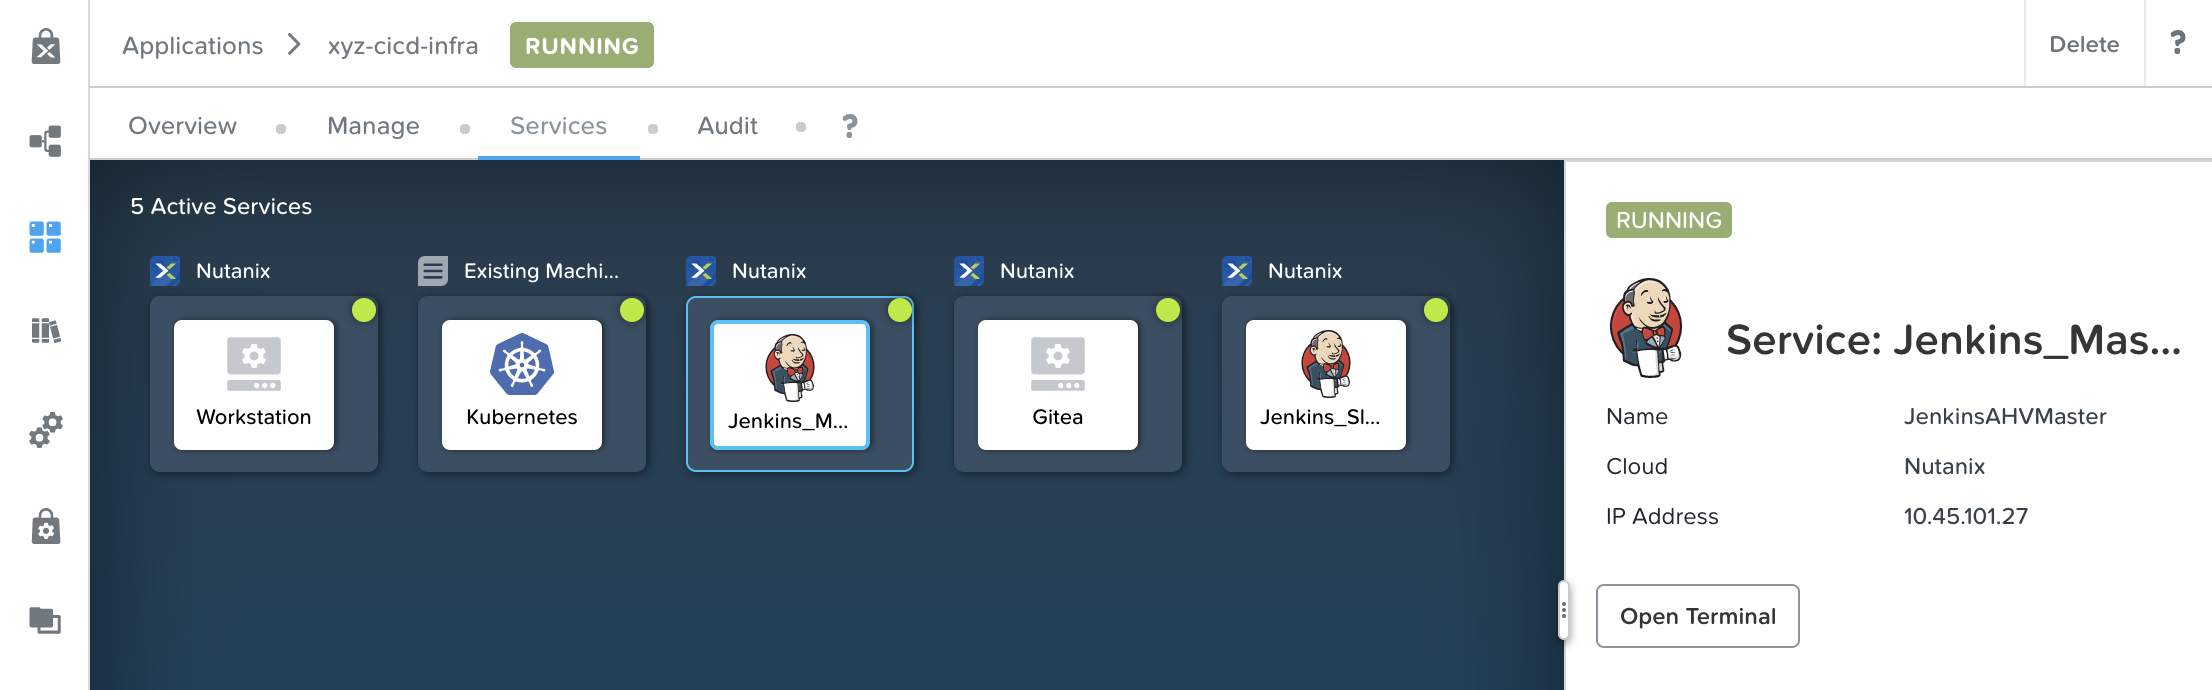 Applications > xyz-cicd-infra RUNNING Delete ?
Overview Manage Services Audit ?
5 Active Services
Nutanix Existing Machi... Nutanix Nutanix Nutanix
Workstation Kubernetes Jenkins_M... Gitea Jenkins_Sl...
RUNNING
Service: Jenkins_Mas...
Name JenkinsAHVMaster
Cloud Nutanix
IP Address 10.45.101.27
Open Terminal